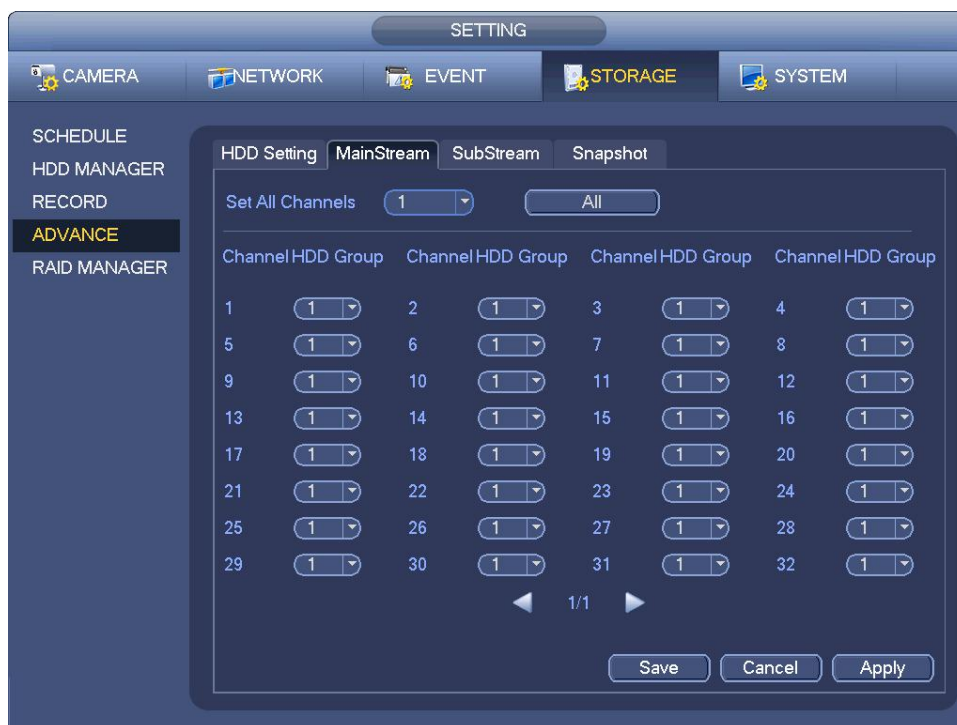 SETTING
CAMERA NETWORK EVENT STORAGE SYSTEM
SCHEDULE
HDD MANAGER
RECORD
ADVANCE
RAID MANAGER
HDD Setting MainStream SubStream Snapshot
Set All Channels 1 All
Channel HDD Group Channel HDD Group Channel HDD Group Channel HDD Group
1 1 2 1 3 1 4 1
5 1 6 1 7 1 8 1
9 1 10 1 11 1 12 1
13 1 14 1 15 1 16 1
17 1 18 1 19 1 20 1
21 1 22 1 23 1 24 1
25 1 26 1 27 1 28 1
29 1 30 1 31 1 32 1
1/1
Save Cancel Apply